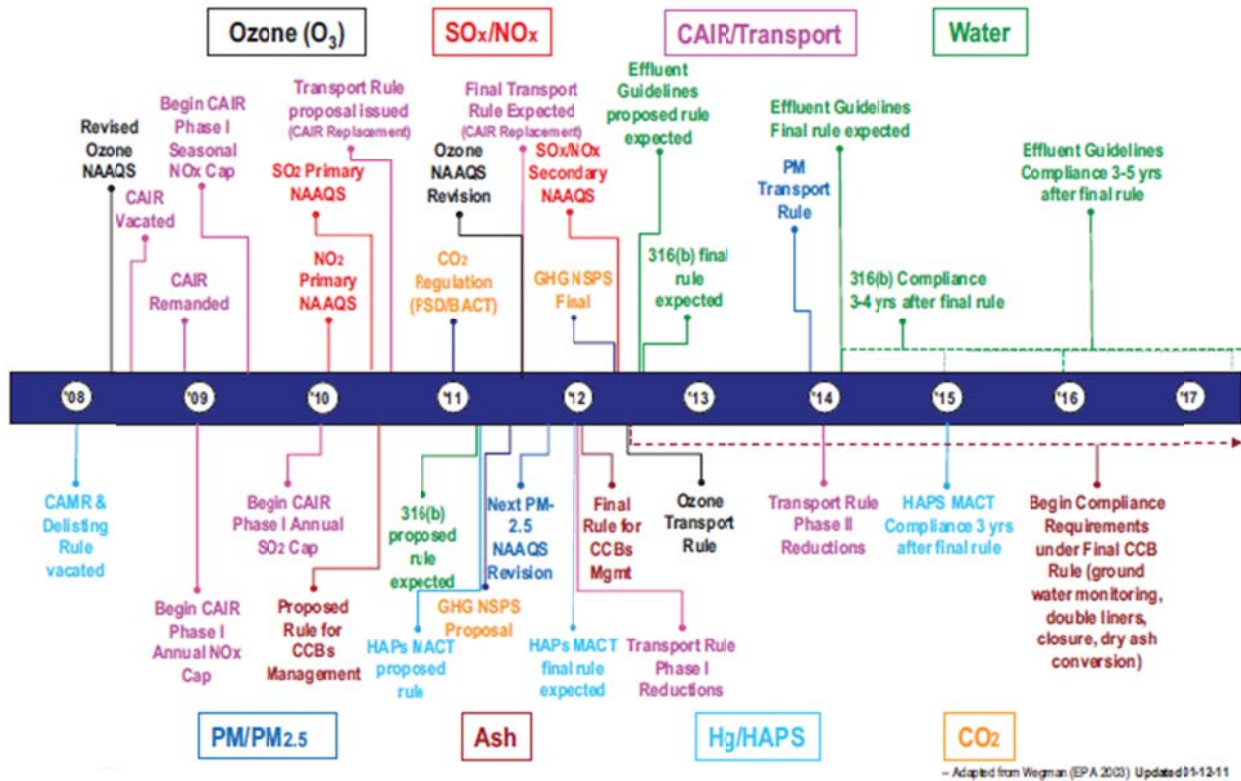 Ozone (O3)
SOx/NOx
CAIR/Transport
Water
Revised
Ozone
NAAQS
CAIR
Vacated
Begin CAIR
Phase I
Seasonal
NOx Cap
CAIR
Remanded
Transport Rule
proposal issued
(CAIR Replacement)
SO2 Primary
NAAQS
NO2
Primary
NAAQS
Final Transport
Rule Expected
(CAIR Replacement)
Ozone
NAAQS
Revision
CO2
Regulation
(PSD/BACT)
SOx/NOx
Secondary
NAAQS
GHG NSPS
Final
Effluent
Guidelines
proposed rule
expected
316(b) final
rule
expected
Effluent Guidelines
Final rule expected
PM
Transport
Rule
316(b) Compliance
3-4 yrs after final rule
Effluent Guidelines
Compliance 3-5 yrs
after final rule
'08
'09
'10
'11
'12
'13
'14
'15
'16
'17
CAMR &
Delisting
Rule
vacated
Begin CAIR
Phase I
Annual NOx
Cap
Begin CAIR
Phase I Annual
SO2 Cap
Proposed
Rule for
CCBs
Management
316(b)
proposed
rule
expected
HAPs MACT
proposed
rule
GHG NSPS
Proposal
Next PM-
2.5
NAAQS
Revision
HAPs MACT
final rule
expected
Final
Rule for
CCBs
Mgmt
Transport Rule
Phase I
Reductions
Ozone
Transport
Rule
Transport Rule
Phase II
Reductions
HAPS MACT
Compliance 3 yrs
after final rule
Begin Compliance
Requirements
under Final CCB
Rule (ground
water monitoring,
double liners,
closure, dry ash
conversion)
PM/PM2.5
Ash
Hg/HAPS
CO2
-- Adapted from Wegman (EPA 2003) Updated 01-12-11